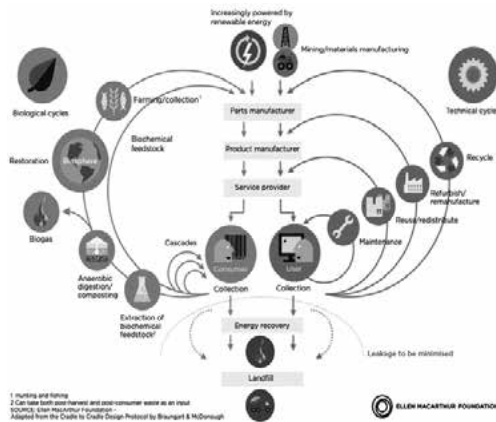 Increasingly powered by
renewable energy
Mining/materials manufacturing
Biological cycles
Technical cycle
Farming/collection¹
Parts manufacturer
Biochemical
feedstock
Product manufacturer
Restoration
Biosphere
Recycle
Service provider
Refurbish/
remanufacture
Reuse/redistribute
Biogas
Maintenance
Cascades
Consumer
User
Anaerobic
digestion/
composting
Collection
Collection
Extraction of
biochemical
feedstock²
Energy recovery
Leakage to be minimised
Landfill
1 Hunting and fishing
2 Can take both post-harvest and post-consumer waste as an input
SOURCE: Ellen MacArthur Foundation -
Adapted from the Cradle to Cradle Design Protocol by Braungart & McDonough
ELLEN MACARTHUR FOUNDATION